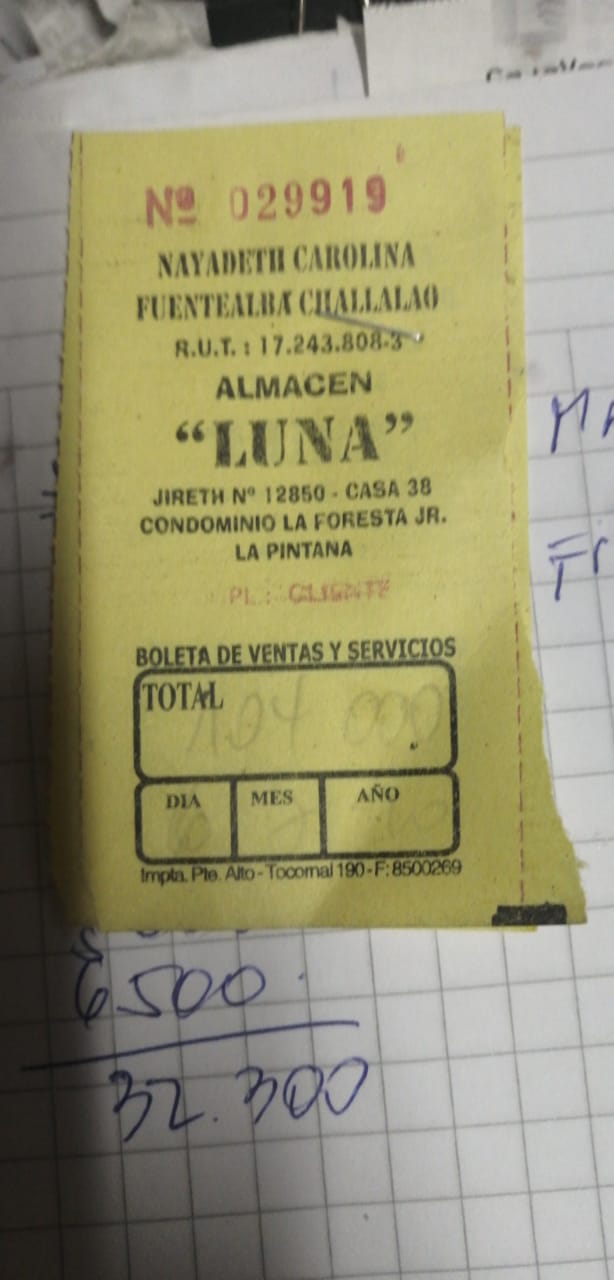 Nº 029919
NAYADETH CAROLINA
FUENTEALBA CHALLALAO
R.U.T. : 17.243.808-3
ALMACEN
“LUNA”
JIRETH Nº 12850 - CASA 38
CONDOMINIO LA FORESTA JR.
LA PINTANA
PL : CLIENTE
BOLETA DE VENTAS Y SERVICIOS
TOTAL
DIA MES AÑO
Impta. Pte. Alto - Tocornal 190 - F: 8500269
6500
32.300